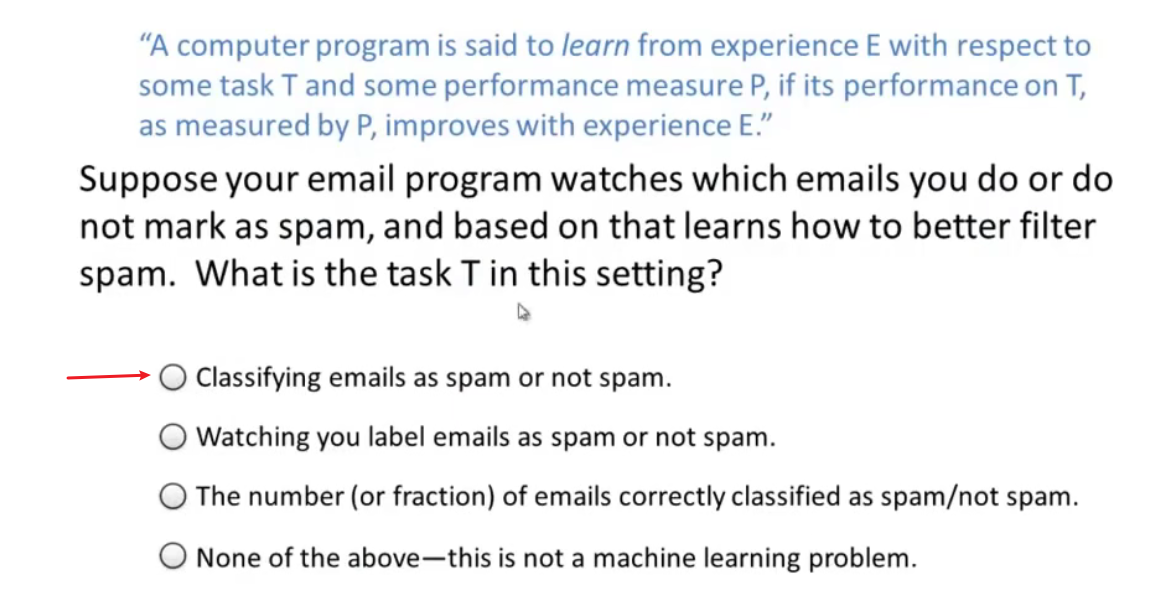 “A computer program is said to learn from experience E with respect to
some task T and some performance measure P, if its performance on T,
as measured by P, improves with experience E.”
Suppose your email program watches which emails you do or do
not mark as spam, and based on that learns how to better filter
spam.  What is the task T in this setting?
Classifying emails as spam or not spam.
Watching you label emails as spam or not spam.
The number (or fraction) of emails correctly classified as spam/not spam.
None of the above—this is not a machine learning problem.